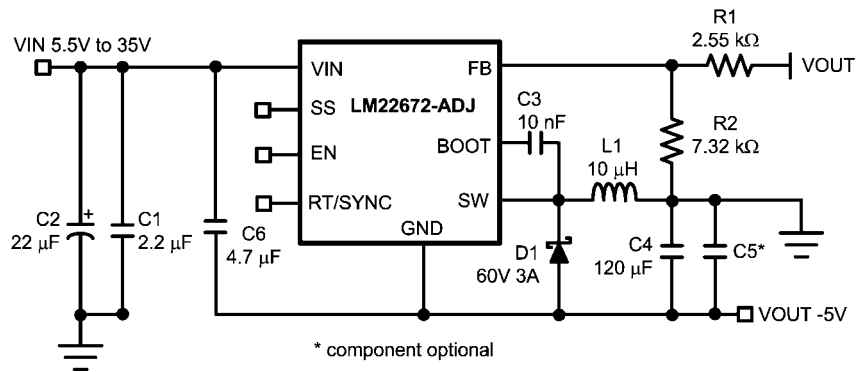 VIN 5.5V to 35V
VIN
FB
R1
2.55 kΩ
VOUT
SS
LM22672-ADJ
C3
10 nF
EN
BOOT
L1
10 μH
R2
7.32 kΩ
RT/SYNC
SW
GND
C2
22 μF
+
C1
2.2 μF
C6
4.7 μF
D1
60V 3A
C4
120 μF
C5*
VOUT -5V
* component optional